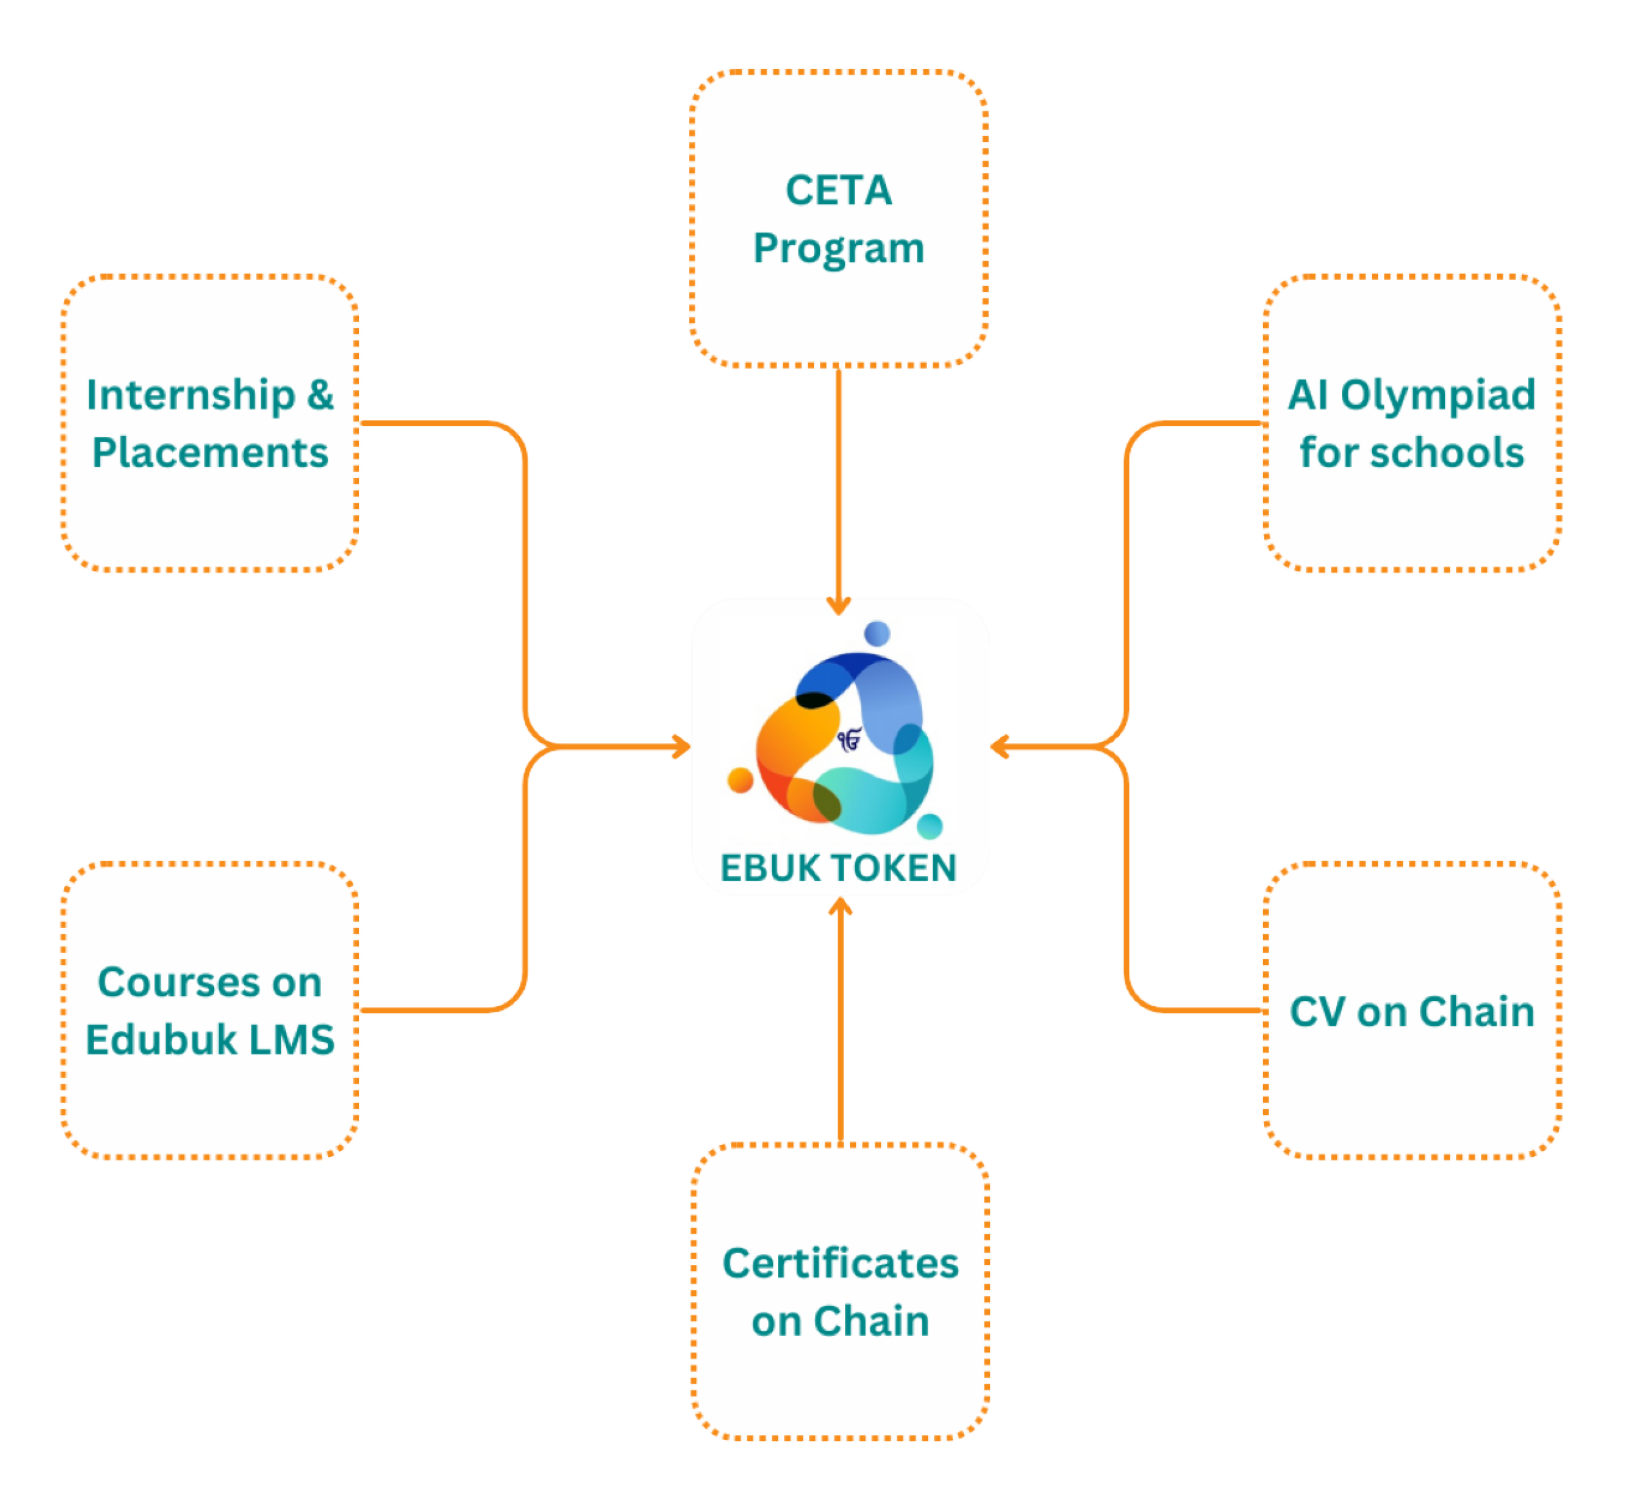 CETA
Program
Internship &
Placements
AI Olympiad
for schools
ੴ
EBUK TOKEN
Courses on
Edubuk LMS
CV on Chain
Certificates
on Chain